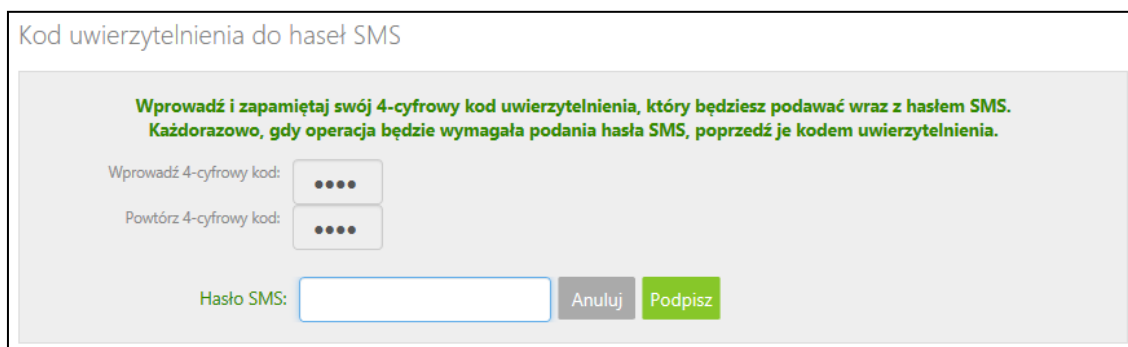 Kod uwierzytelnienia do haseł SMS
Wprowadź i zapamiętaj swój 4-cyfrowy kod uwierzytelnienia, który będziesz podawać wraz z hasłem SMS.
Każdorazowo, gdy operacja będzie wymagała podania hasła SMS, poprzedź je kodem uwierzytelnienia.
Wprowadź 4-cyfrowy kod: ••••
Powtórz 4-cyfrowy kod: ••••
Hasło SMS: Anuluj Podpisz